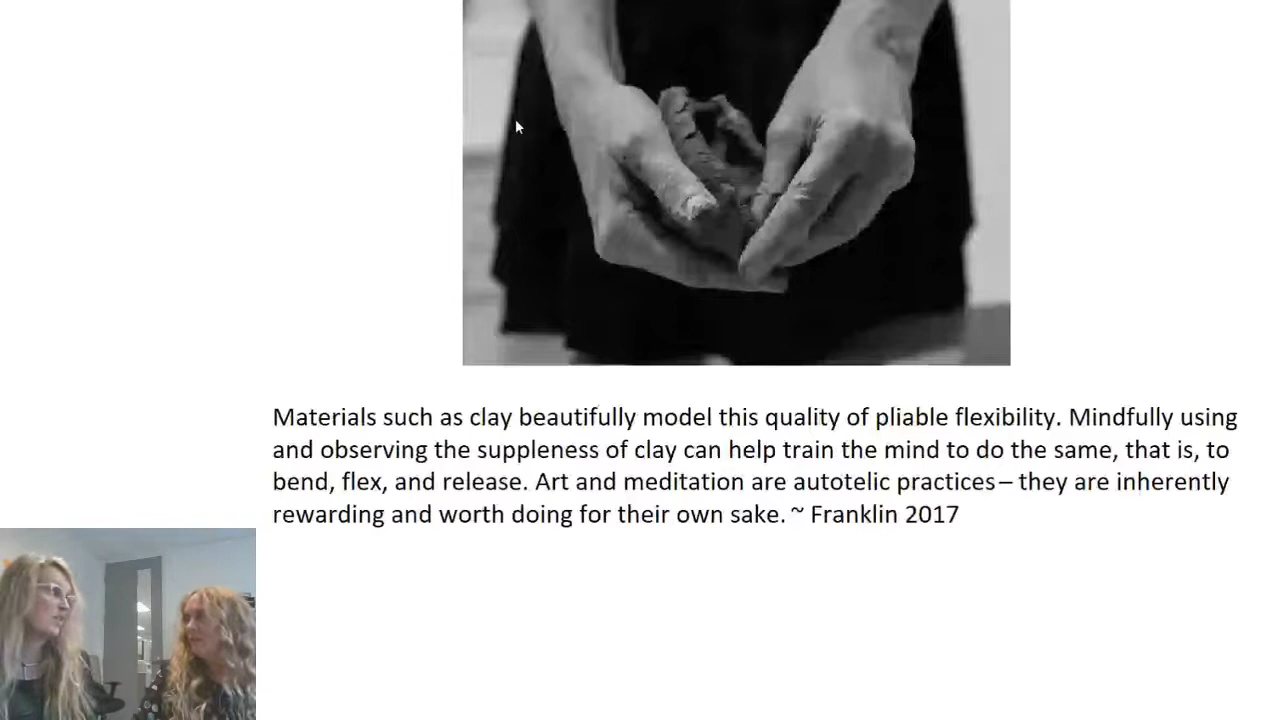 Materials such as clay beautifully model this quality of pliable flexibility. Mindfully using
and observing the suppleness of clay can help train the mind to do the same, that is, to
bend, flex, and release. Art and meditation are autotelic practices – they are inherently
rewarding and worth doing for their own sake. ~ Franklin 2017